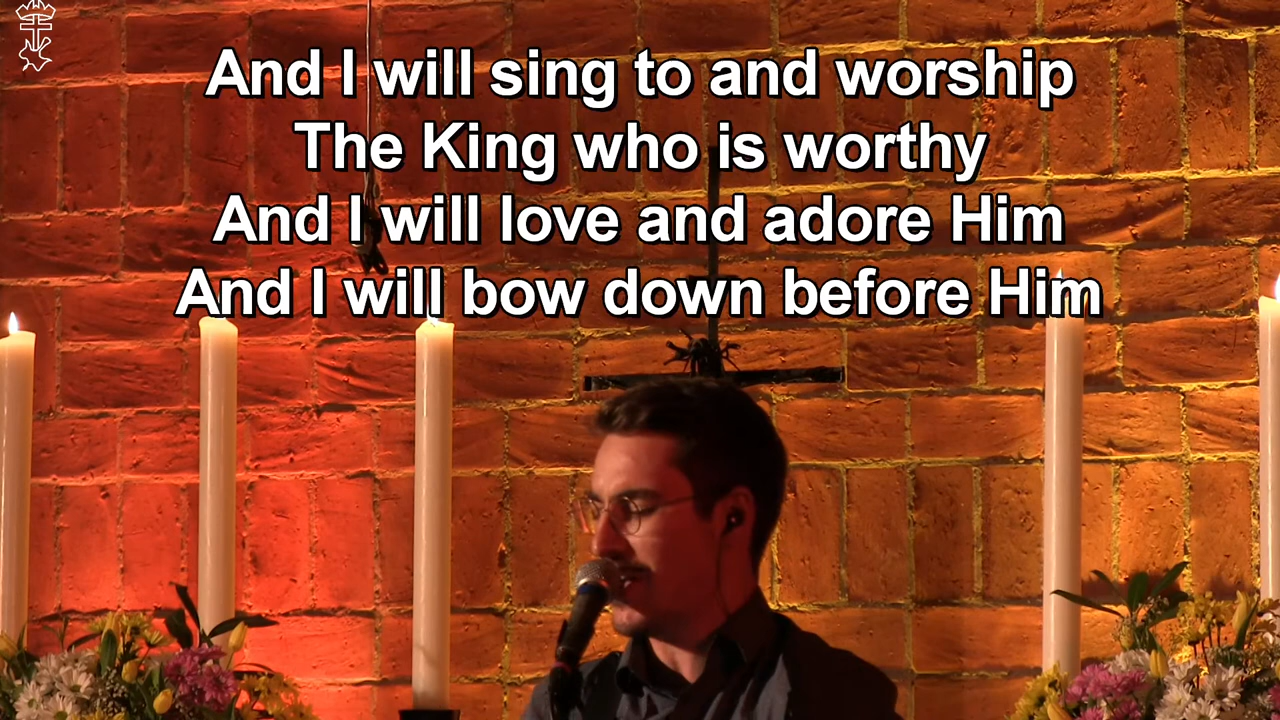 And I will sing to and worship
The King who is worthy
And I will love and adore Him
And I will bow down before Him